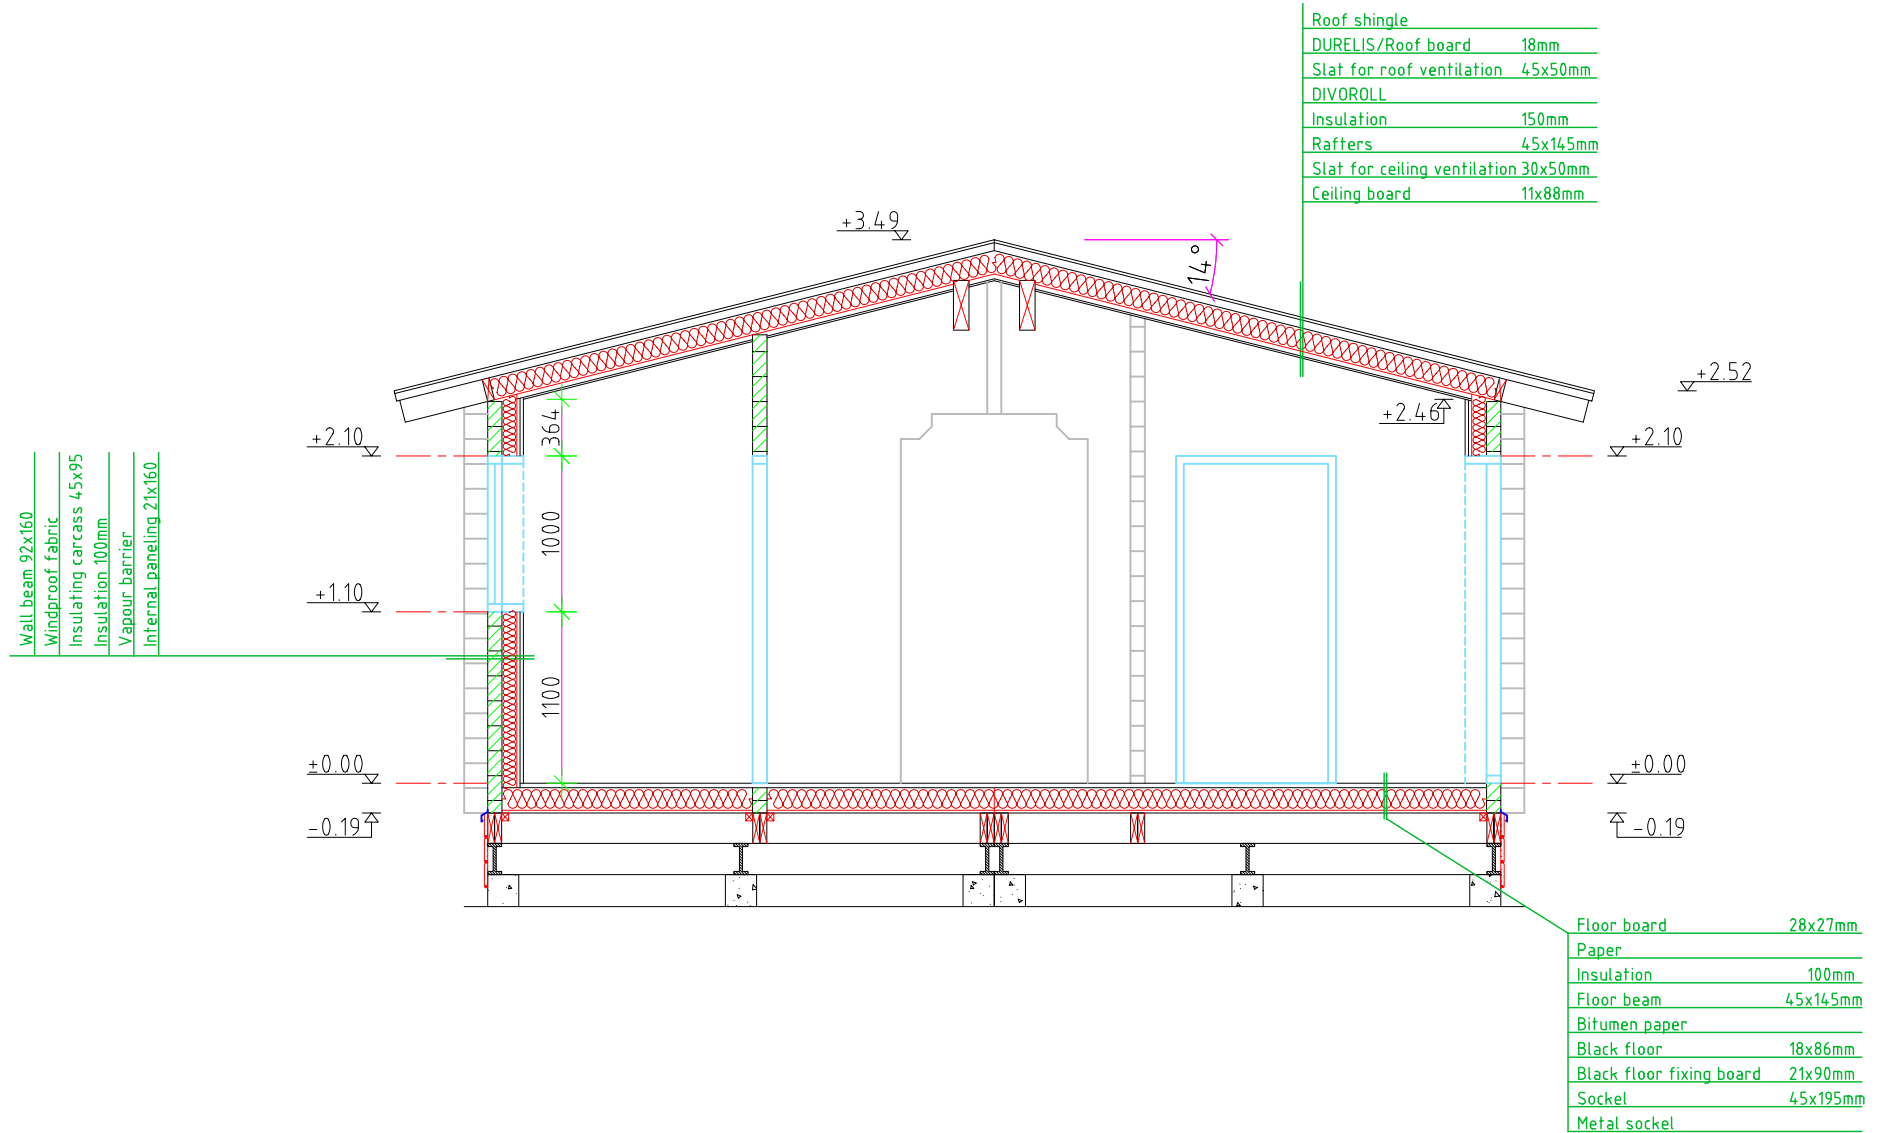 Roof shingle
DURELIS/Roof board 18mm
Slat for roof ventilation 45x50mm
DIVOROLL
Insulation 150mm
Rafters 45x145mm
Slat for ceiling ventilation 30x50mm
Ceiling board 11x88mm
+3.49
14°
+2.52
+2.46
364
+2.10
+2.10
1000
+1.10
1100
±0.00
±0.00
-0.19
-0.19
Wall beam 92x160
Windproof fabric
Insulating carcass 45x95
Insulation 100mm
Vapour barrier
Internal paneling 21x160
Floor board 28x27mm
Paper
Insulation 100mm
Floor beam 45x145mm
Bitumen paper
Black floor 18x86mm
Black floor fixing board 21x90mm
Sockel 45x195mm
Metal sockel